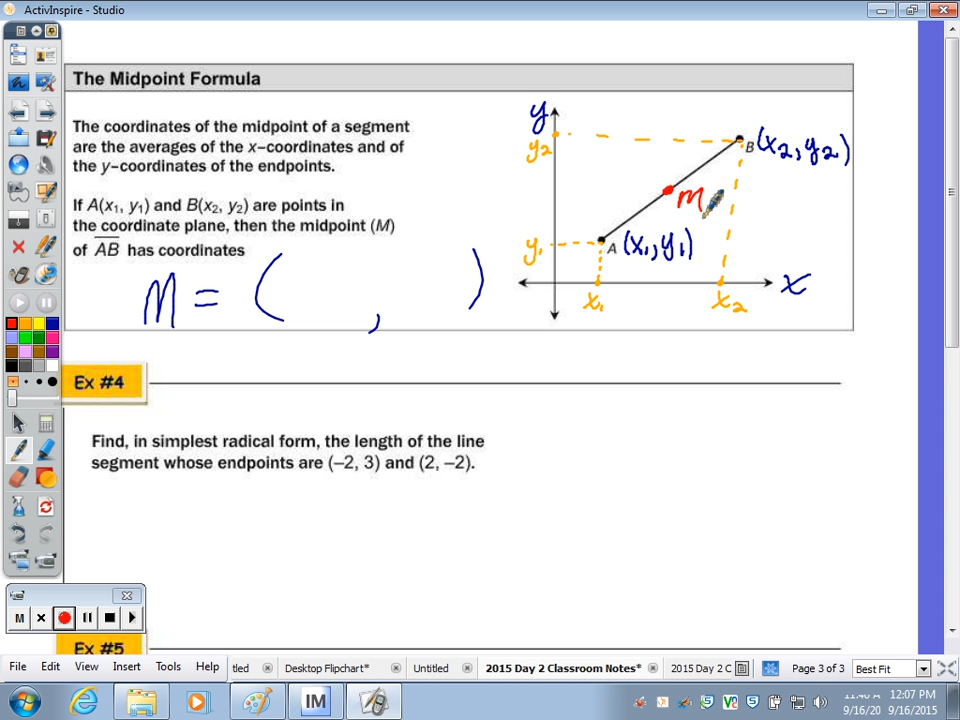 ActivInspire - Studio
The Midpoint Formula
The coordinates of the midpoint of a segment
are the averages of the x–coordinates and of
the y–coordinates of the endpoints.
If A(x₁, y₁) and B(x₂, y₂) are points in
the coordinate plane, then the midpoint (M)
of AB has coordinates
M = ( , )
y
y₂
B (x₂, y₂)
m
y₁
A (x₁, y₁)
x
x₁
x₂
Ex #4
Find, in simplest radical form, the length of the line
segment whose endpoints are (–2, 3) and (2, –2).
Ex #5
File Edit View Insert Tools Help
tled
Desktop Flipchart*
Untitled
2015 Day 2 Classroom Notes*
2015 Day 2 C
Page 3 of 3
Best Fit
IM
12:07 PM
9/16/2015